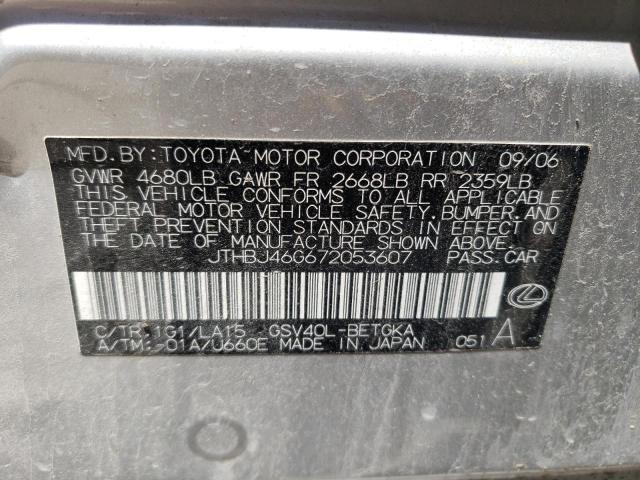 MFD. BY: TOYOTA MOTOR CORPORATION 09/06
GVWR 4680LB GAWR FR 2668LB RR 2359LB
THIS VEHICLE CONFORMS TO ALL APPLICABLE
FEDERAL MOTOR VEHICLE SAFETY, BUMPER, AND
THEFT PREVENTION STANDARDS IN EFFECT ON
THE DATE OF MANUFACTURE SHOWN ABOVE.
JTHBJ46G672053607 PASS. CAR
C/TR: 1G1/LA15 GSV40L-BETGKA
A/TM: -01A/U660E MADE IN JAPAN 051 A